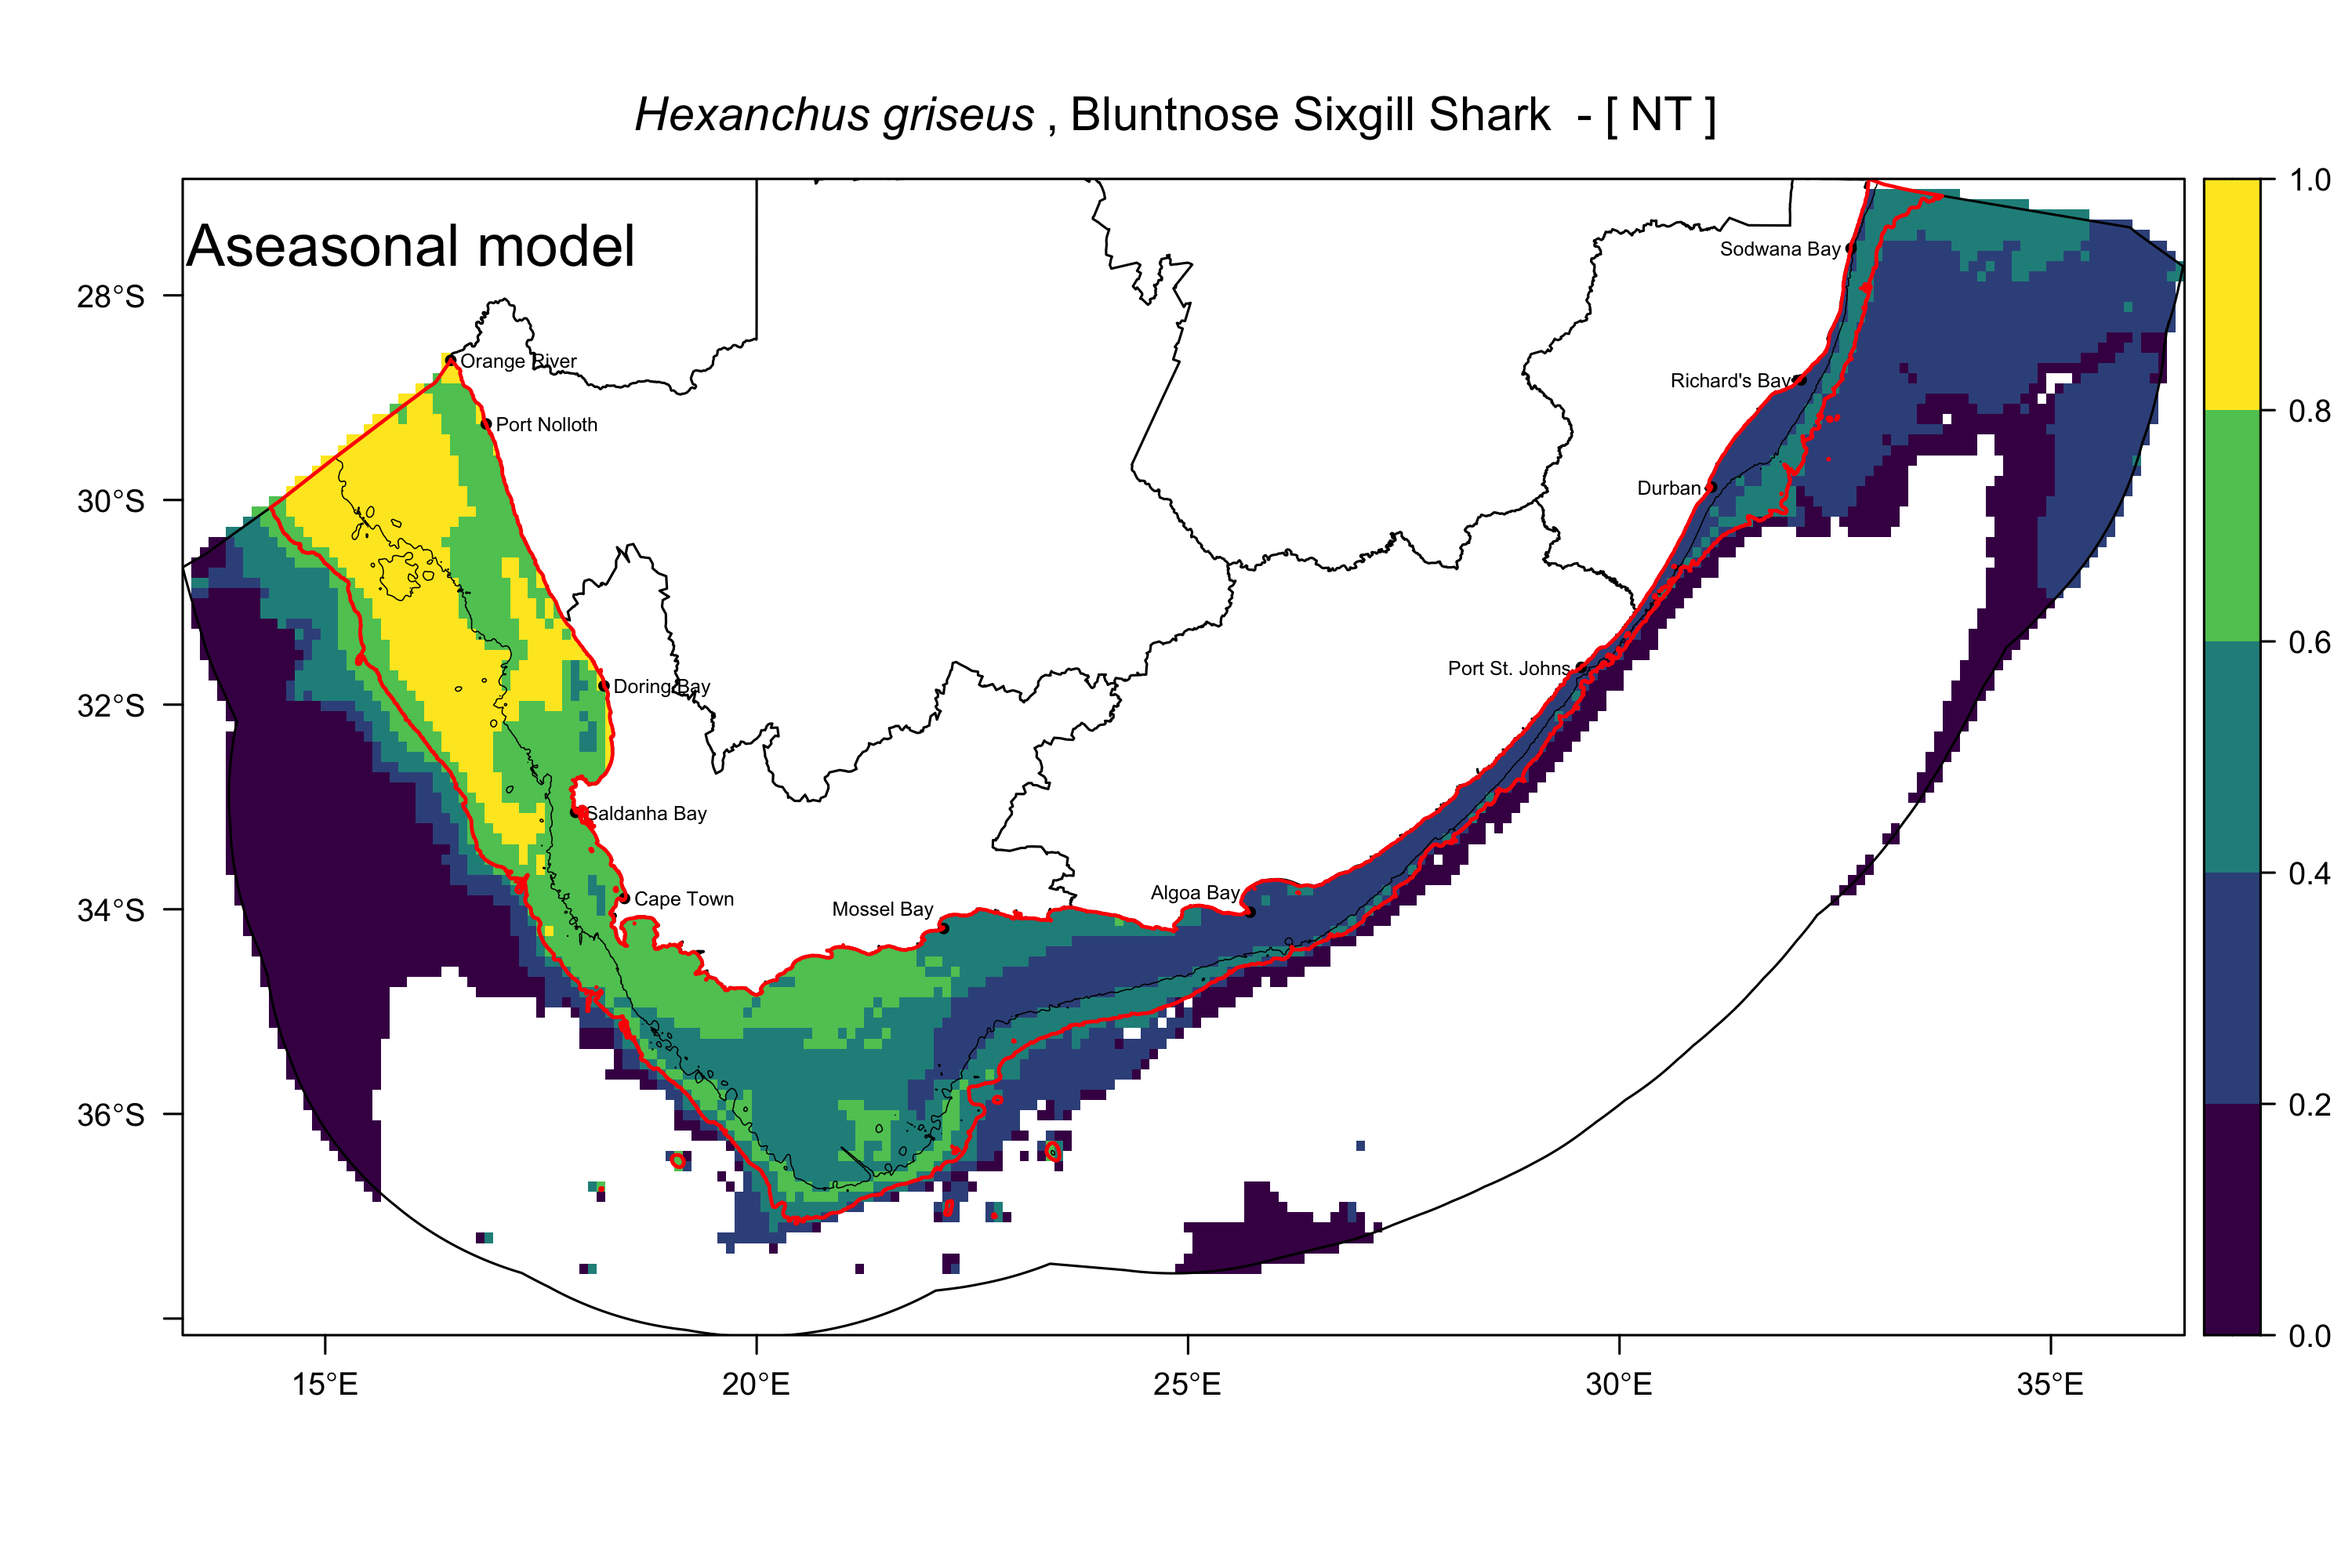 Hexanchus griseus , Bluntnose Sixgill Shark - [ NT ]
Aseasonal model
Sodwana Bay
Orange River
Richard's Bay
Port Nolloth
Durban
Port St. Johns
Doring Bay
Saldanha Bay
Algoa Bay
Cape Town
Mossel Bay
28°S
30°S
32°S
34°S
36°S
15°E
20°E
25°E
30°E
35°E
1.0
0.8
0.6
0.4
0.2
0.0